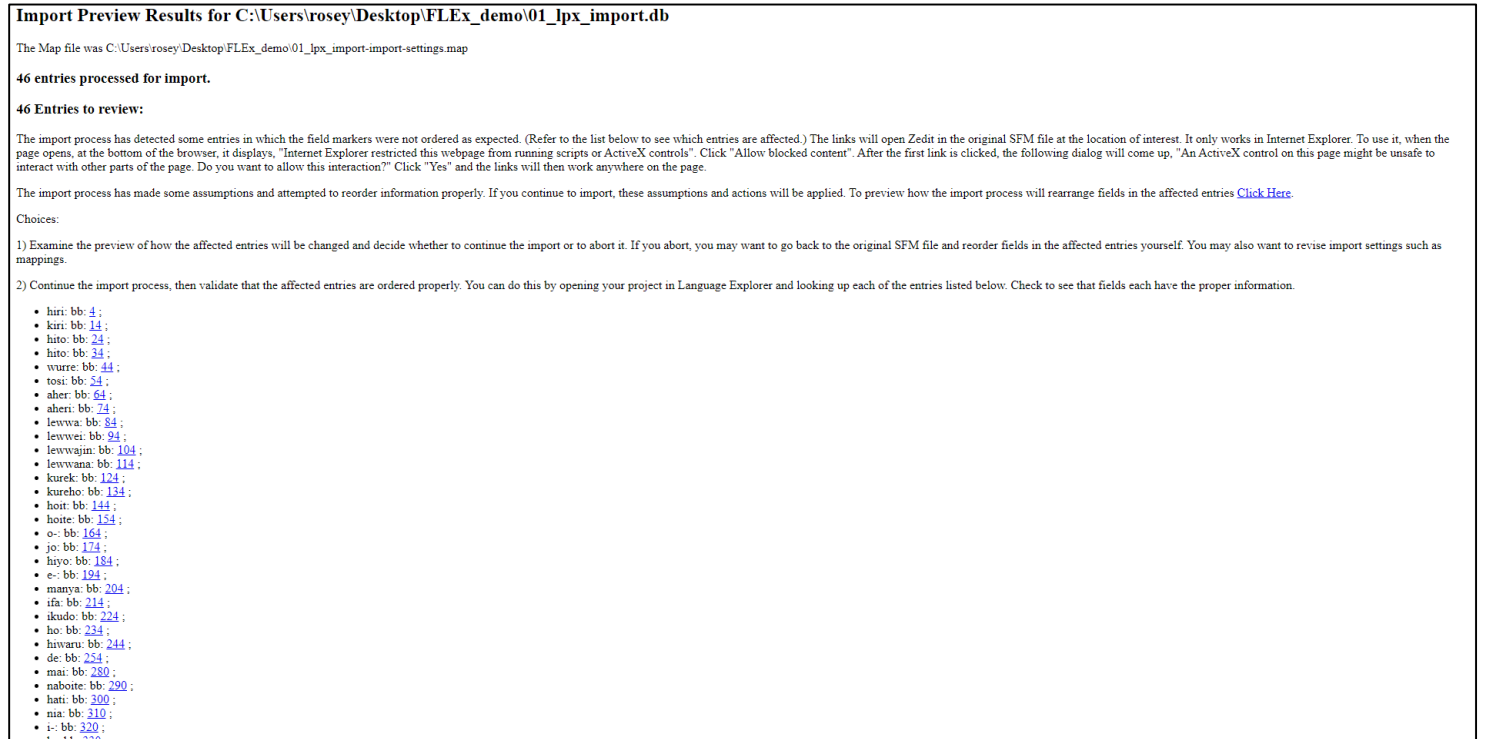 Import Preview Results for C:\Users\rosey\Desktop\FLEx_demo\01_lpx_import.db
The Map file was C:\Users\rosey\Desktop\FLEx_demo\01_lpx_import-import-settings.map
46 entries processed for import.
46 Entries to review:
The import process has detected some entries in which the field markers were not ordered as expected. (Refer to the list below to see which entries are affected.) The links will open Zedit in the original SFM file at the location of interest. It only works in Internet Explorer. To use it, when the
page opens, at the bottom of the browser, it displays, "Internet Explorer restricted this webpage from running scripts or ActiveX controls". Click "Allow blocked content". After the first link is clicked, the following dialog will come up, "An ActiveX control on this page might be unsafe to
interact with other parts of the page. Do you want to allow this interaction?" Click "Yes" and the links will then work anywhere on the page.
The import process has made some assumptions and attempted to reorder information properly. If you continue to import, these assumptions and actions will be applied. To preview how the import process will rearrange fields in the affected entries Click Here.
Choices:
1) Examine the preview of how the affected entries will be changed and decide whether to continue the import or to abort it. If you abort, you may want to go back to the original SFM file and reorder fields in the affected entries yourself. You may also want to revise import settings such as
mappings.
2) Continue the import process, then validate that the affected entries are ordered properly. You can do this by opening your project in Language Explorer and looking up each of the entries listed below. Check to see that fields each have the proper information.
• hiri: bb: 4 ;
• kiri: bb: 14 ;
• hito: bb: 24 ;
• hito: bb: 34 ;
• wurre: bb: 44 ;
• tosi: bb: 54 ;
• aher: bb: 64 ;
• aheri: bb: 74 ;
• lewwa: bb: 84 ;
• lewwei: bb: 94 ;
• lewwajin: bb: 104 ;
• lewwana: bb: 114 ;
• kurek: bb: 124 ;
• kureho: bb: 134 ;
• hoit: bb: 144 ;
• hoite: bb: 154 ;
• o-: bb: 164 ;
• jo: bb: 174 ;
• hiyo: bb: 184 ;
• e-: bb: 194 ;
• manya: bb: 204 ;
• ifa: bb: 214 ;
• ikudo: bb: 224 ;
• ho: bb: 234 ;
• hiwaru: bb: 244 ;
• de: bb: 254 ;
• mai: bb: 280 ;
• naboite: bb: 290 ;
• hati: bb: 300 ;
• nia: bb: 310 ;
• i-: bb: 320 ;